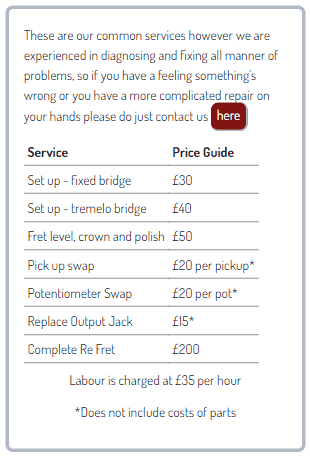 These are our common services however we are
experienced in diagnosing and fixing all manner of
problems, so if you have a feeling something's
wrong or you have a more complicated repair on
your hands please do just contact us here
Service Price Guide
Set up - fixed bridge £30
Set up - tremelo bridge £40
Fret level, crown and polish £50
Pick up swap £20 per pickup*
Potentiometer Swap £20 per pot*
Replace Output Jack £15*
Complete Re Fret £200
Labour is charged at £35 per hour
*Does not include costs of parts